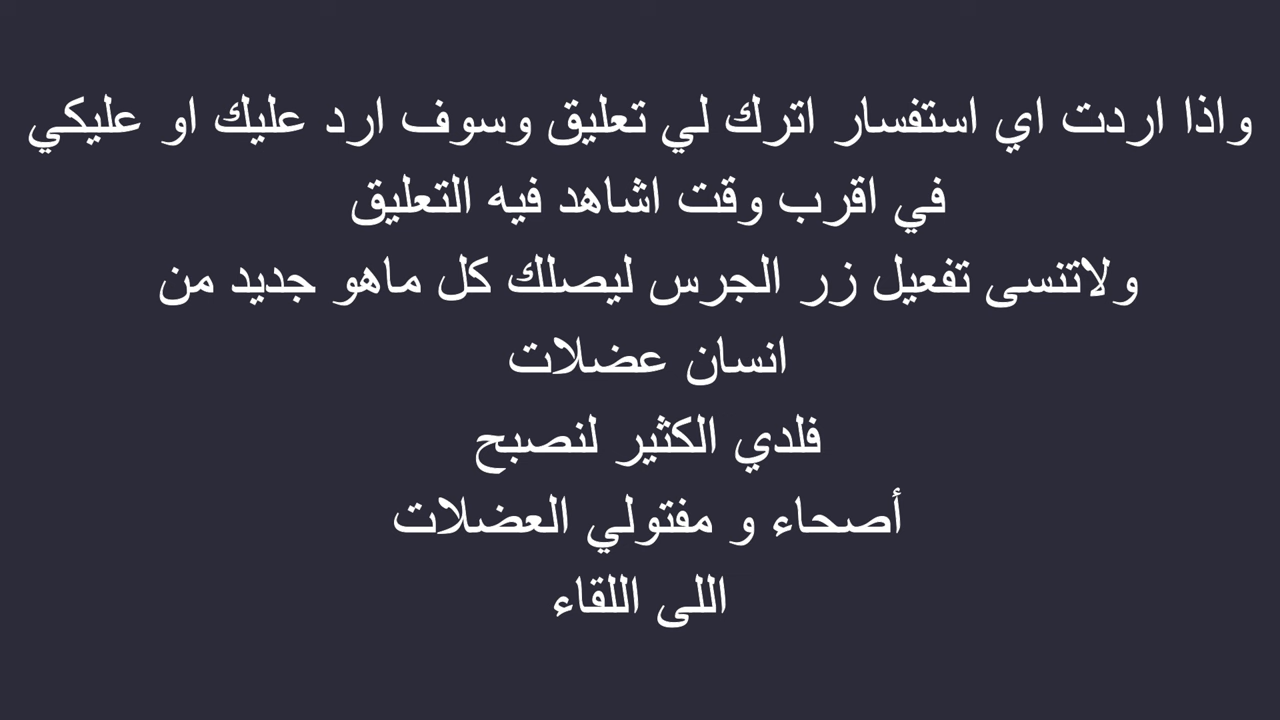 واذا اردت اي استفسار اترك لي تعليق وسوف ارد عليك او عليكي
في اقرب وقت اشاهد فيه التعليق
ولاتنسى تفعيل زر الجرس ليصلك كل ماهو جديد من
انسان عضلات
فلدي الكثير لنصبح
أصحاء و مفتولي العضلات
اللى اللقاء